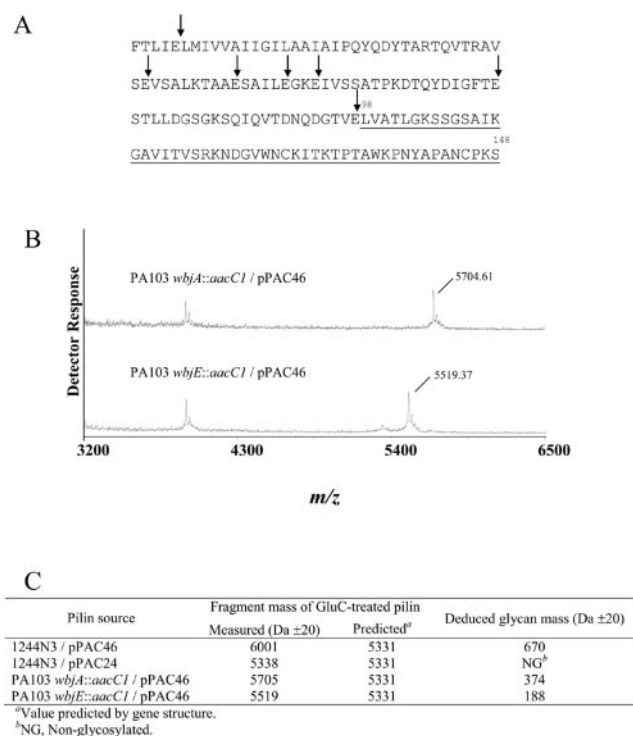 A
FTLIELMIVVAIIGILAAIAIPQYQDYTARTQVTRAV
SEVSALKTAAESAILEGKEIVSSATPKDTQYDIGFTE
98
STLLDGSGKSQIQVTDNQDGTVELVATLGKSSGSAIK
148
GAVITVSRKNDGVWNCKITKTPTAWKPNYAPANCPKS
B
Detector Response
PA103 wbjA::aacC1 / pPAC46
5704.61
PA103 wbjE::aacC1 / pPAC46
5519.37
3200 4300 5400 6500
m/z
C
Fragment mass of GluC-treated pilin
Pilin source Deduced glycan mass (Da ±20)
Measured (Da ±20) Predictedᵃ
1244N3 / pPAC46 6001 5331 670
1244N3 / pPAC24 5338 5331 NGᵇ
PA103 wbjA::aacC1 / pPAC46 5705 5331 374
PA103 wbjE::aacC1 / pPAC46 5519 5331 188
ᵃValue predicted by gene structure.
ᵇNG, Non-glycosylated.